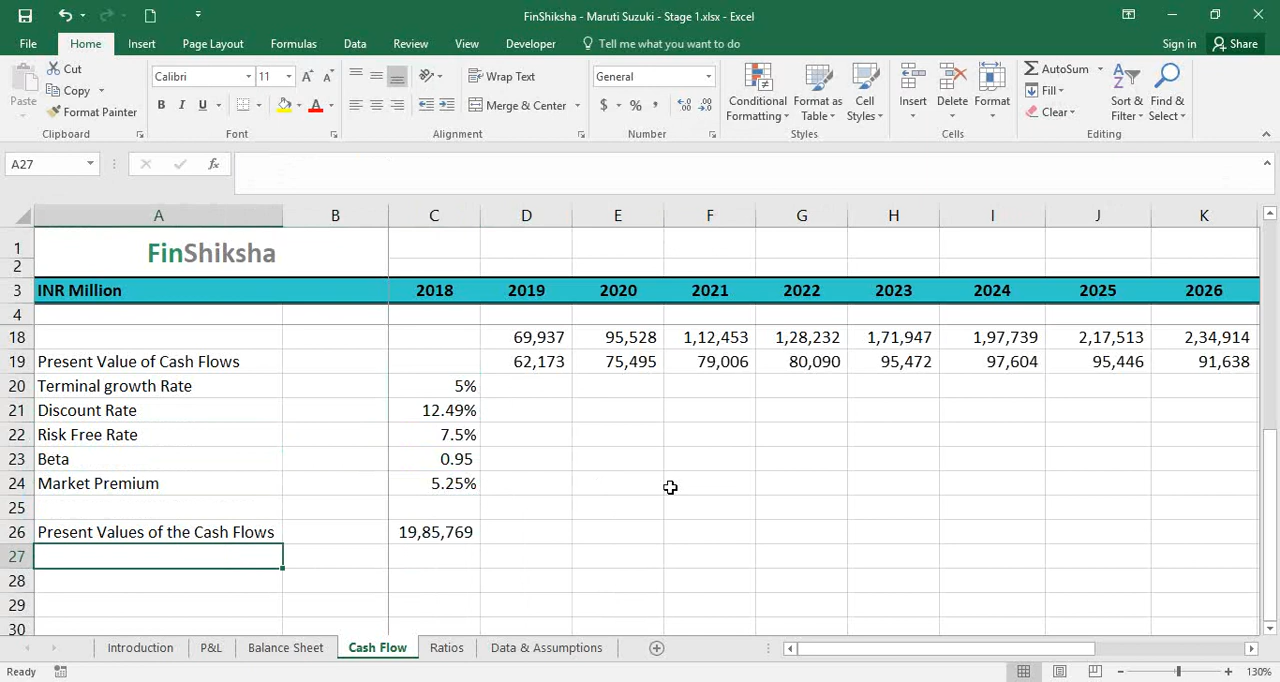 FinShiksha - Maruti Suzuki - Stage 1.xlsx - Excel
File Home Insert Page Layout Formulas Data Review View Developer Tell me what you want to do Sign in Share
Cut
Copy
Format Painter
Paste
Clipboard
Calibri 11
B I U
Font
Wrap Text
Merge & Center
Alignment
General
$ % ,
Number
Conditional Formatting
Format as Table
Cell Styles
Styles
Insert Delete Format
Cells
AutoSum
Fill
Clear
Sort & Filter
Find & Select
Editing
A27 fx
A B C D E F G H I J K
1 FinShiksha
2
3 INR Million 2018 2019 2020 2021 2022 2023 2024 2025 2026
4
18 69,937 95,528 1,12,453 1,28,232 1,71,947 1,97,739 2,17,513 2,34,914
19 Present Value of Cash Flows 62,173 75,495 79,006 80,090 95,472 97,604 95,446 91,638
20 Terminal growth Rate 5%
21 Discount Rate 12.49%
22 Risk Free Rate 7.5%
23 Beta 0.95
24 Market Premium 5.25%
25
26 Present Values of the Cash Flows 19,85,769
27
28
29
30
Introduction P&L Balance Sheet Cash Flow Ratios Data & Assumptions
Ready 130%